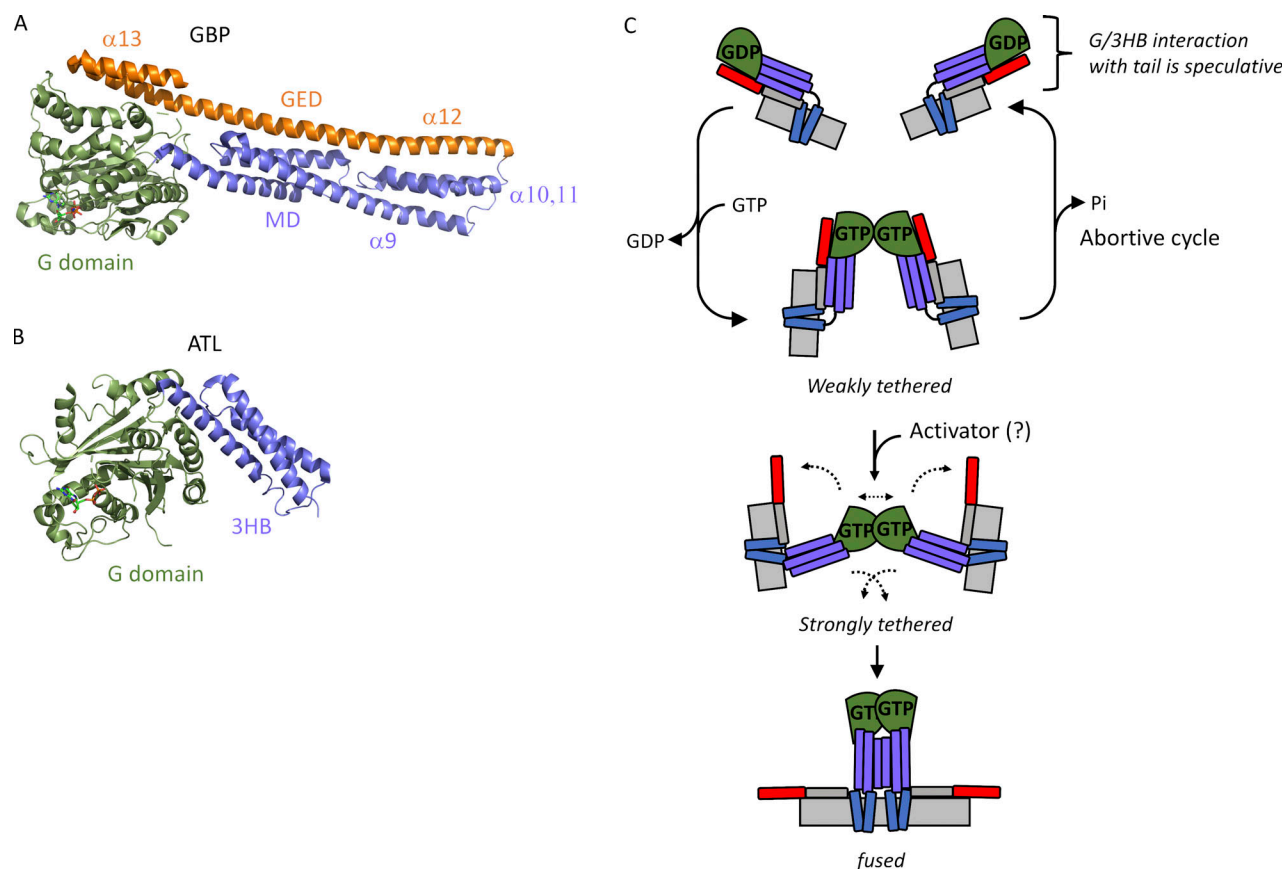 A
GBP
α13
GED
α12
α10,11
MD
α9
G domain
B
ATL
3HB
G domain
C
GDP
GDP
G/3HB interaction
with tail is speculative
GTP
GDP
Pi
Abortive cycle
GTP
GTP
Weakly tethered
Activator (?)
GTP
GTP
Strongly tethered
GT
GTP
fused